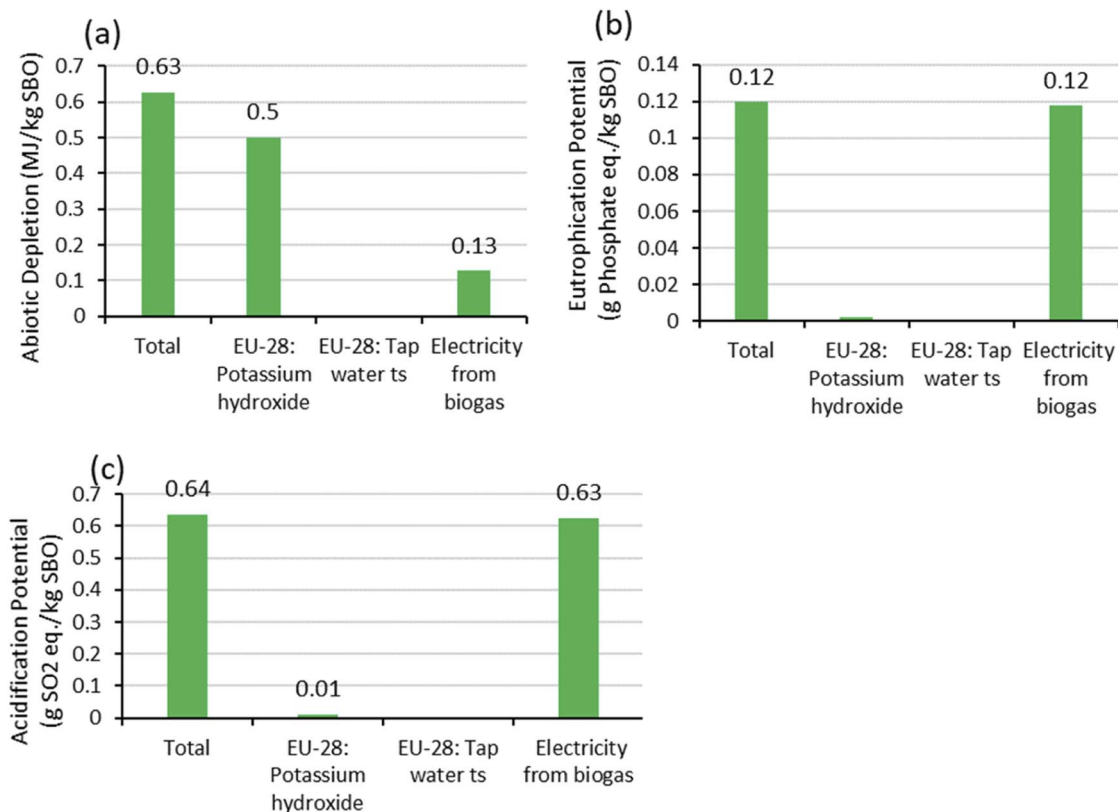 (a)
Abiotic Depletion (MJ/kg SBO)
0.7
0.6
0.5
0.4
0.3
0.2
0.1
0
0.63
0.5
0.13
Total
EU-28:
Potassium
hydroxide
EU-28: Tap
water ts
Electricity
from
biogas
(b)
Eutrophication Potential
(g Phosphate eq./kg SBO)
0.14
0.12
0.1
0.08
0.06
0.04
0.02
0
0.12
0.12
Total
EU-28:
Potassium
hydroxide
EU-28: Tap
water ts
Electricity
from
biogas
(c)
Acidification Potential
(g SO2 eq./kg SBO)
0.7
0.6
0.5
0.4
0.3
0.2
0.1
0
0.64
0.01
0.63
Total
EU-28:
Potassium
hydroxide
EU-28: Tap
water ts
Electricity
from biogas